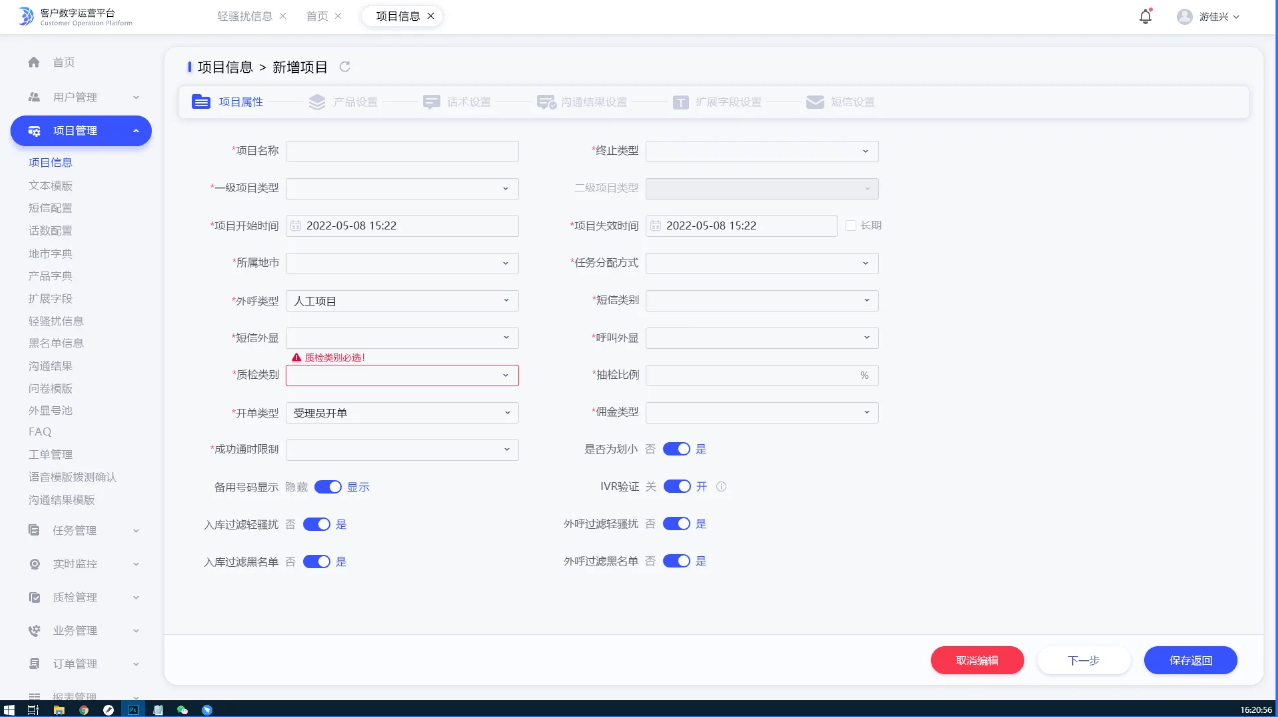 客户数字运营平台
Customer Operation Platform
轻骚扰信息 首页 项目信息
游佳兴
首页
用户管理
项目管理
项目信息
文本模版
短信配置
话数配置
地市字典
产品字典
扩展字段
轻骚扰信息
黑名单信息
沟通结果
问卷模版
外显号池
FAQ
工单管理
语音模版拨测确认
沟通结果模版
任务管理
实时监控
质检管理
业务管理
订单管理
报表管理
项目信息 > 新增项目
项目属性 产品设置 话术设置 沟通结果设置 扩展字段设置 短信设置
*项目名称 *终止类型
*一级项目类型 二级项目类型
*项目开始时间 2022-05-08 15:22 *项目失效时间 2022-05-08 15:22 长期
*所属地市 *任务分配方式
*外呼类型 人工项目 *短信类别
*短信外显 *呼叫外显
质检类别必选!
*质检类别 *抽检比例 %
*开单类型 受理员开单 *佣金类型
*成功通时限制 是否为划小 否 是
备用号码显示 隐藏 显示 IVR验证 关 开
入库过滤轻骚扰 否 是 外呼过滤轻骚扰 否 是
入库过滤黑名单 否 是 外呼过滤黑名单 否 是
取消编辑 下一步 保存返回
Ps
16:20:56